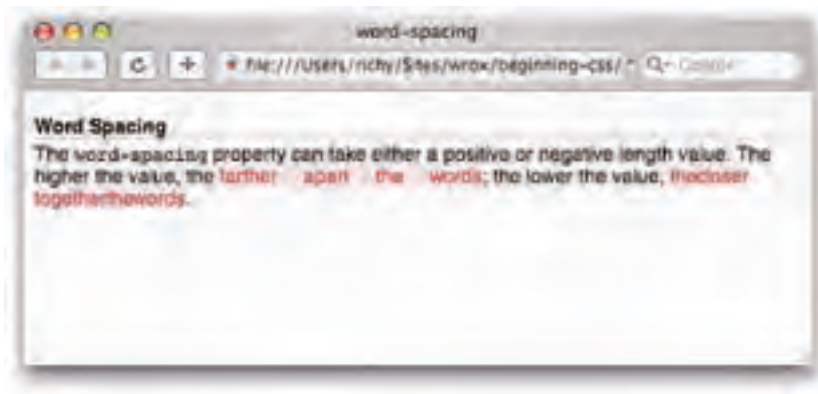 word-spacing
file:///Users/richy/Sites/wrox/beginning-css/
Word Spacing
The word-spacing property can take either a positive or negative length value. The
higher the value, the farther apart the words; the lower the value, thecloser
togetherthewords.